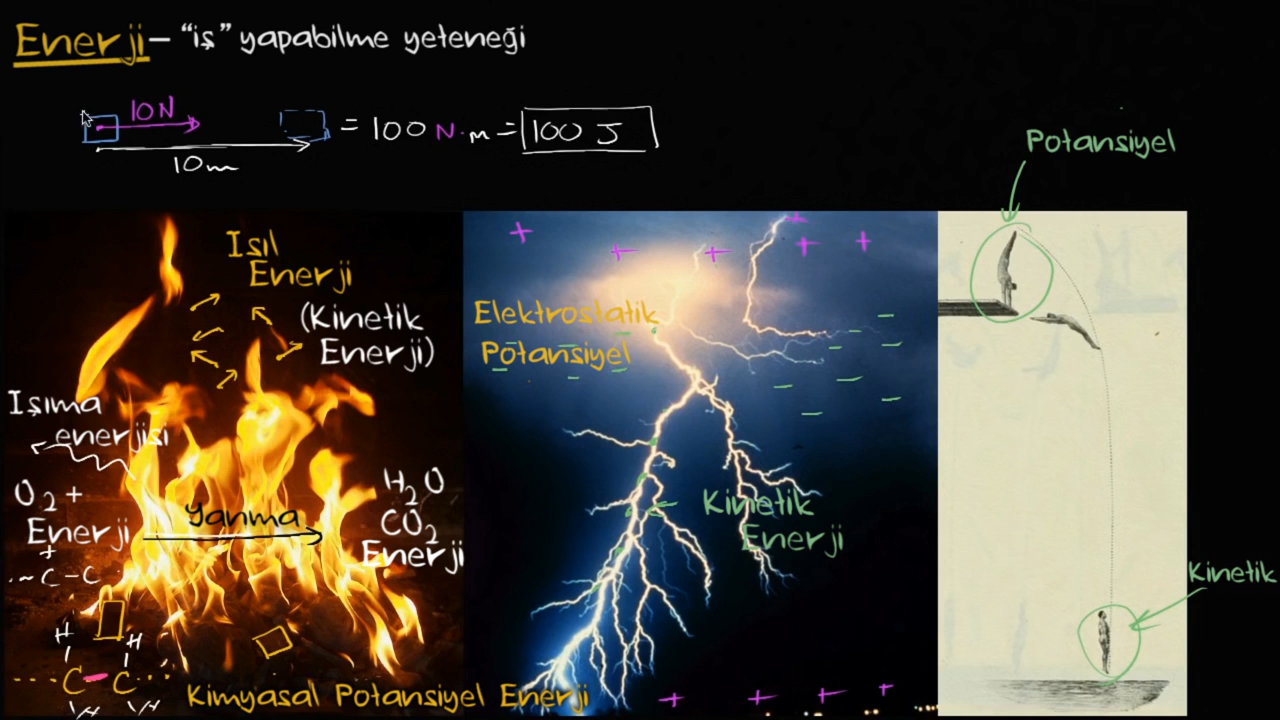 Enerji – “iş” yapabilme yeteneği
10N
= 100 N·m = 100 J
10m
Potansiyel
Isıl
Enerji
(Kinetik
Enerji)
Elektrostatik
Potansiyel
Işıma
enerjisi
O2 +
Enerji
+
Yanma
H2O
CO2
Enerji
Kinetik
Enerji
Kinetik
C – C
H
H
C – C
H
H
Kimyasal Potansiyel Enerji